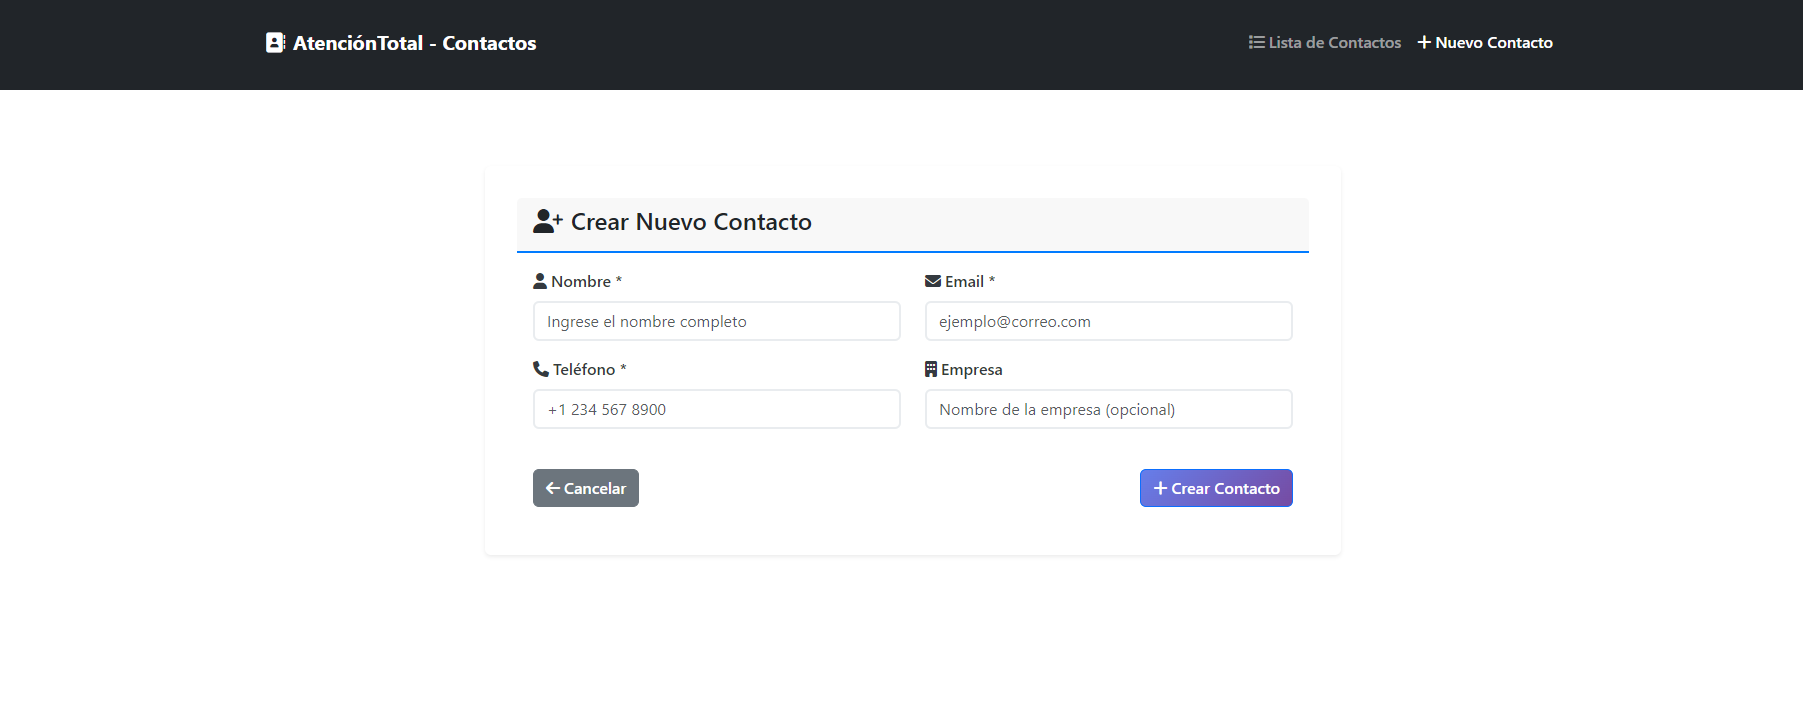 AtenciónTotal - Contactos
Lista de Contactos
Nuevo Contacto
Crear Nuevo Contacto
Nombre *
Email *
Ingrese el nombre completo
ejemplo@correo.com
Teléfono *
Empresa
+1 234 567 8900
Nombre de la empresa (opcional)
Cancelar
Crear Contacto